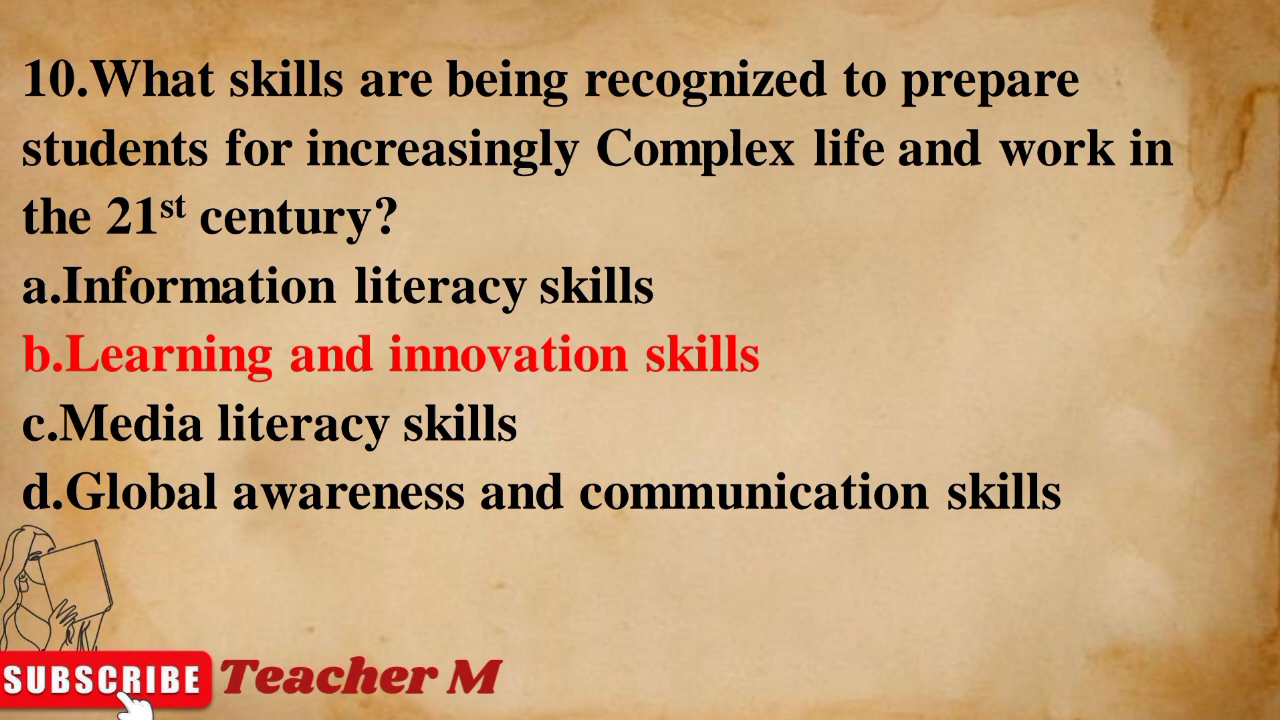 10.What skills are being recognized to prepare
students for increasingly Complex life and work in
the 21st century?
a.Information literacy skills
b.Learning and innovation skills
c.Media literacy skills
d.Global awareness and communication skills
SUBSCRIBE Teacher M